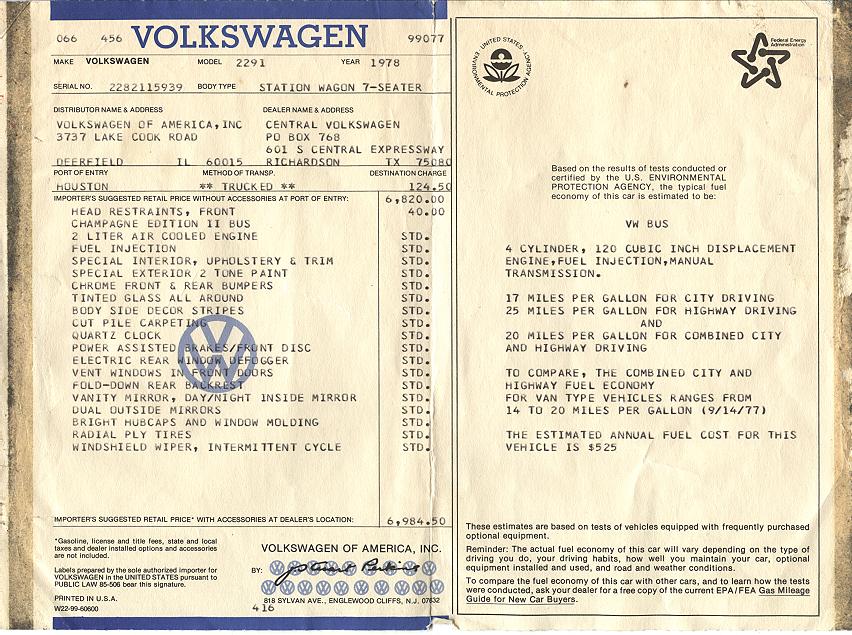 066 456 VOLKSWAGEN 99077
MAKE VOLKSWAGEN MODEL 2291 YEAR 1978
SERIAL NO. 2282115939 BODY TYPE STATION WAGON 7-SEATER
DISTRIBUTOR NAME & ADDRESS DEALER NAME & ADDRESS
VOLKSWAGEN OF AMERICA,INC CENTRAL VOLKSWAGEN
3737 LAKE COOK ROAD PO BOX 768
601 S CENTRAL EXPRESSWAY
DEERFIELD IL 60015 RICHARDSON TX 75080
PORT OF ENTRY METHOD OF TRANSP. DESTINATION CHARGE
HOUSTON ** TRUCKED ** 124.50
IMPORTER'S SUGGESTED RETAIL PRICE WITHOUT ACCESSORIES AT PORT OF ENTRY: 6,820.00
HEAD RESTRAINTS, FRONT 40.00
CHAMPAGNE EDITION II BUS
2 LITER AIR COOLED ENGINE STD.
FUEL INJECTION STD.
SPECIAL INTERIOR, UPHOLSTERY & TRIM STD.
SPECIAL EXTERIOR 2 TONE PAINT STD.
CHROME FRONT & REAR BUMPERS STD.
TINTED GLASS ALL AROUND STD.
BODY SIDE DECOR STRIPES STD.
CUT PILE CARPETING STD.
QUARTZ CLOCK STD.
POWER ASSISTED BRAKES/FRONT DISC STD.
ELECTRIC REAR WINDOW DEFOGGER STD.
VENT WINDOWS IN FRONT DOORS STD.
FOLD-DOWN REAR BACKREST STD.
VANITY MIRROR, DAY/NIGHT INSIDE MIRROR STD.
DUAL OUTSIDE MIRRORS STD.
BRIGHT HUBCAPS AND WINDOW MOLDING STD.
RADIAL PLY TIRES STD.
WINDSHIELD WIPER, INTERMITTENT CYCLE STD.
IMPORTER'S SUGGESTED RETAIL PRICE* WITH ACCESSORIES AT DEALER'S LOCATION: 6,984.50
*Gasoline, license and title fees, state and local
taxes and dealer installed options and accessories
are not included.
Labels prepared by the sole authorized importer for
VOLKSWAGEN in the UNITED STATES pursuant to
PUBLIC LAW 85-506 bear this signature.
PRINTED IN U.S.A.
W22-99-60600
VOLKSWAGEN OF AMERICA, INC.
BY:
818 SYLVAN AVE., ENGLEWOOD CLIFFS, N.J. 07632
416
UNITED STATES
ENVIRONMENTAL PROTECTION AGENCY
Federal Energy
Administration
Based on the results of tests conducted or
certified by the U.S. ENVIRONMENTAL
PROTECTION AGENCY, the typical fuel
economy of this car is estimated to be:
VW BUS
4 CYLINDER, 120 CUBIC INCH DISPLACEMENT
ENGINE,FUEL INJECTION,MANUAL
TRANSMISSION.
17 MILES PER GALLON FOR CITY DRIVING
25 MILES PER GALLON FOR HIGHWAY DRIVING
AND
20 MILES PER GALLON FOR COMBINED CITY
AND HIGHWAY DRIVING
TO COMPARE, THE COMBINED CITY AND
HIGHWAY FUEL ECONOMY
FOR VAN TYPE VEHICLES RANGES FROM
14 TO 20 MILES PER GALLON (9/14/77)
THE ESTIMATED ANNUAL FUEL COST FOR THIS
VEHICLE IS $525
These estimates are based on tests of vehicles equipped with frequently purchased
optional equipment.
Reminder: The actual fuel economy of this car will vary depending on the type of
driving you do, your driving habits, how well you maintain your car, optional
equipment installed and used, and road and weather conditions.
To compare the fuel economy of this car with other cars, and to learn how the tests
were conducted, ask your dealer for a free copy of the current EPA/FEA Gas Mileage
Guide for New Car Buyers.